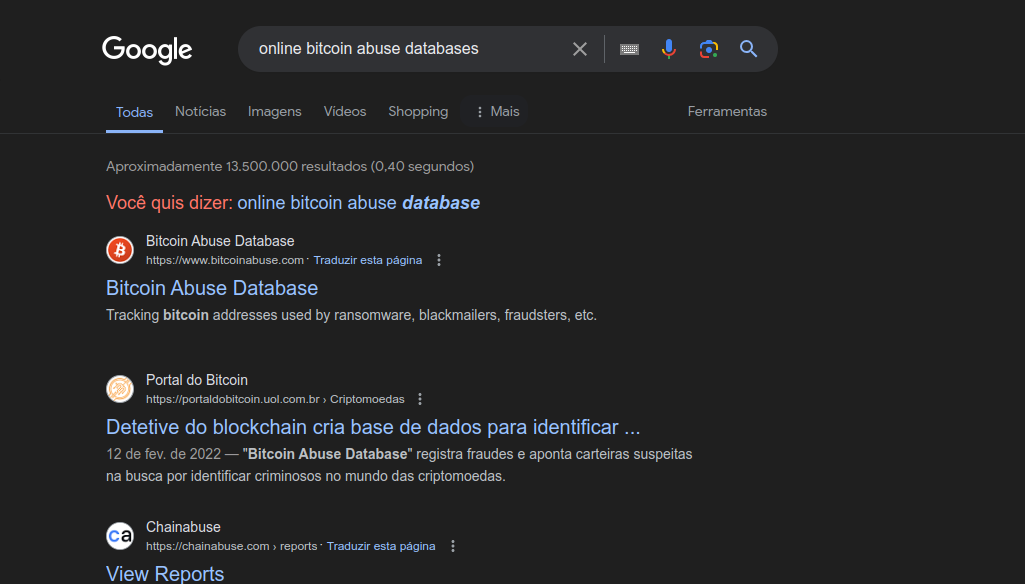 Google
online bitcoin abuse databases
Todas Notícias Imagens Vídeos Shopping Mais Ferramentas
Aproximadamente 13.500.000 resultados (0,40 segundos)
Você quis dizer: online bitcoin abuse database
Bitcoin Abuse Database
https://www.bitcoinabuse.com · Traduzir esta página
Bitcoin Abuse Database
Tracking bitcoin addresses used by ransomware, blackmailers, fraudsters, etc.
Portal do Bitcoin
https://portaldobitcoin.uol.com.br › Criptomoedas
Detetive do blockchain cria base de dados para identificar ...
12 de fev. de 2022 — "Bitcoin Abuse Database" registra fraudes e aponta carteiras suspeitas
na busca por identificar criminosos no mundo das criptomoedas.
ca
Chainabuse
https://chainabuse.com › reports · Traduzir esta página
View Reports